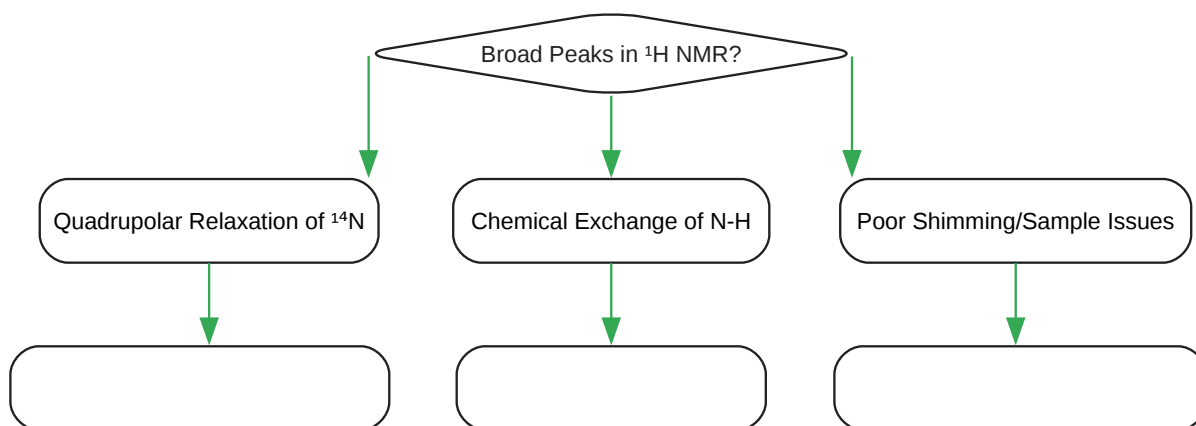 Broad Peaks in ¹H NMR?
Quadrupolar Relaxation of ¹⁴N
Chemical Exchange of N-H
Poor Shimming/Sample Issues